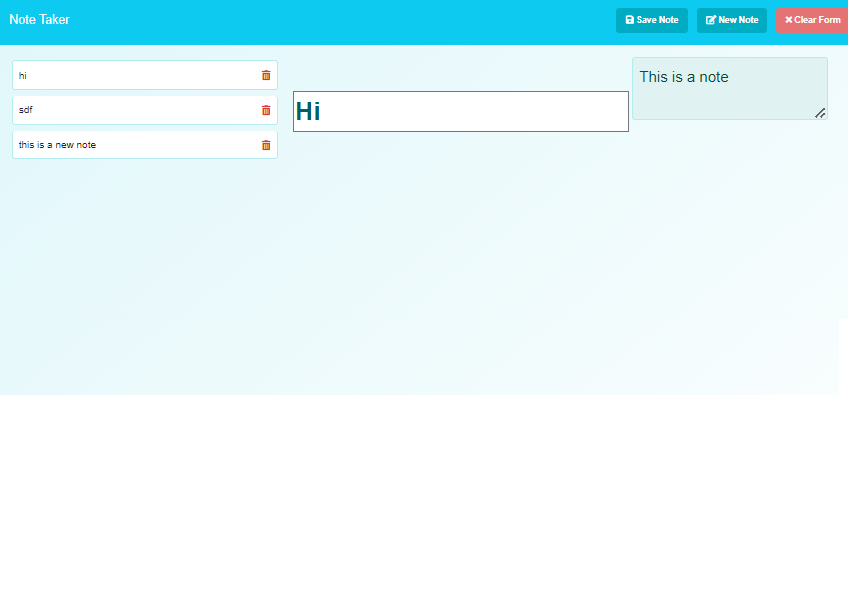 Note Taker
Save Note
New Note
Clear Form
hi
sdf
this is a new note
Hi
This is a note